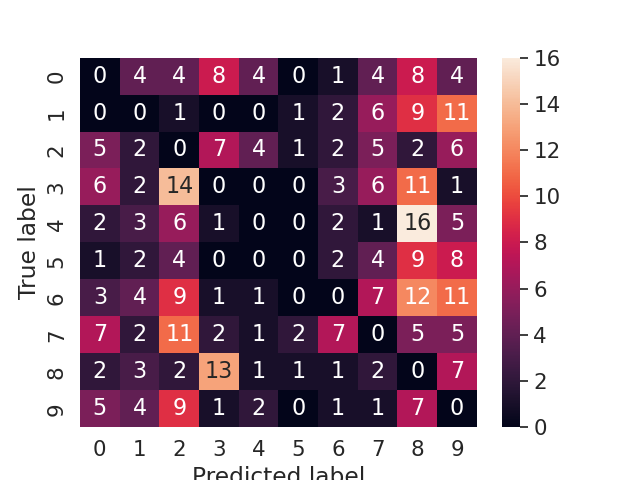 0 0 4 4 8 4 0 1 4 8 4
1 0 0 1 0 0 1 2 6 9 11
2 5 2 0 7 4 1 2 5 2 6
3 6 2 14 0 0 0 3 6 11 1
4 2 3 6 1 0 0 2 1 16 5
5 1 2 4 0 0 0 2 4 9 8
6 3 4 9 1 1 0 0 7 12 11
7 7 2 11 2 1 2 7 0 5 5
8 2 3 2 13 1 1 1 2 0 7
9 5 4 9 1 2 0 1 1 7 0
0 1 2 3 4 5 6 7 8 9
Predicted label
True label
16
14
12
10
8
6
4
2
0